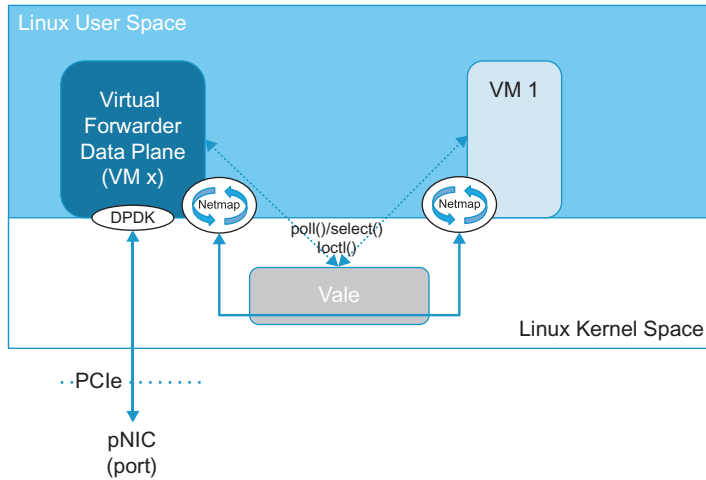 Linux User Space
Virtual
Forwarder
Data Plane
(VM x)
VM 1
DPDK
Netmap
Netmap
poll()/select()
Ioctl()
Vale
Linux Kernel Space
PCIe
pNIC
(port)